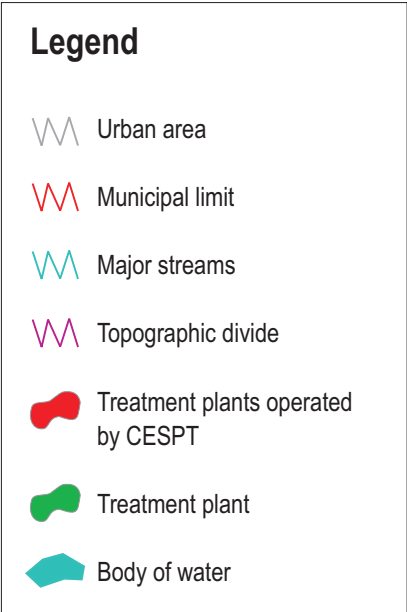 Legend
Urban area
Municipal limit
Major streams
Topographic divide
Treatment plants operated
by CESPT
Treatment plant
Body of water